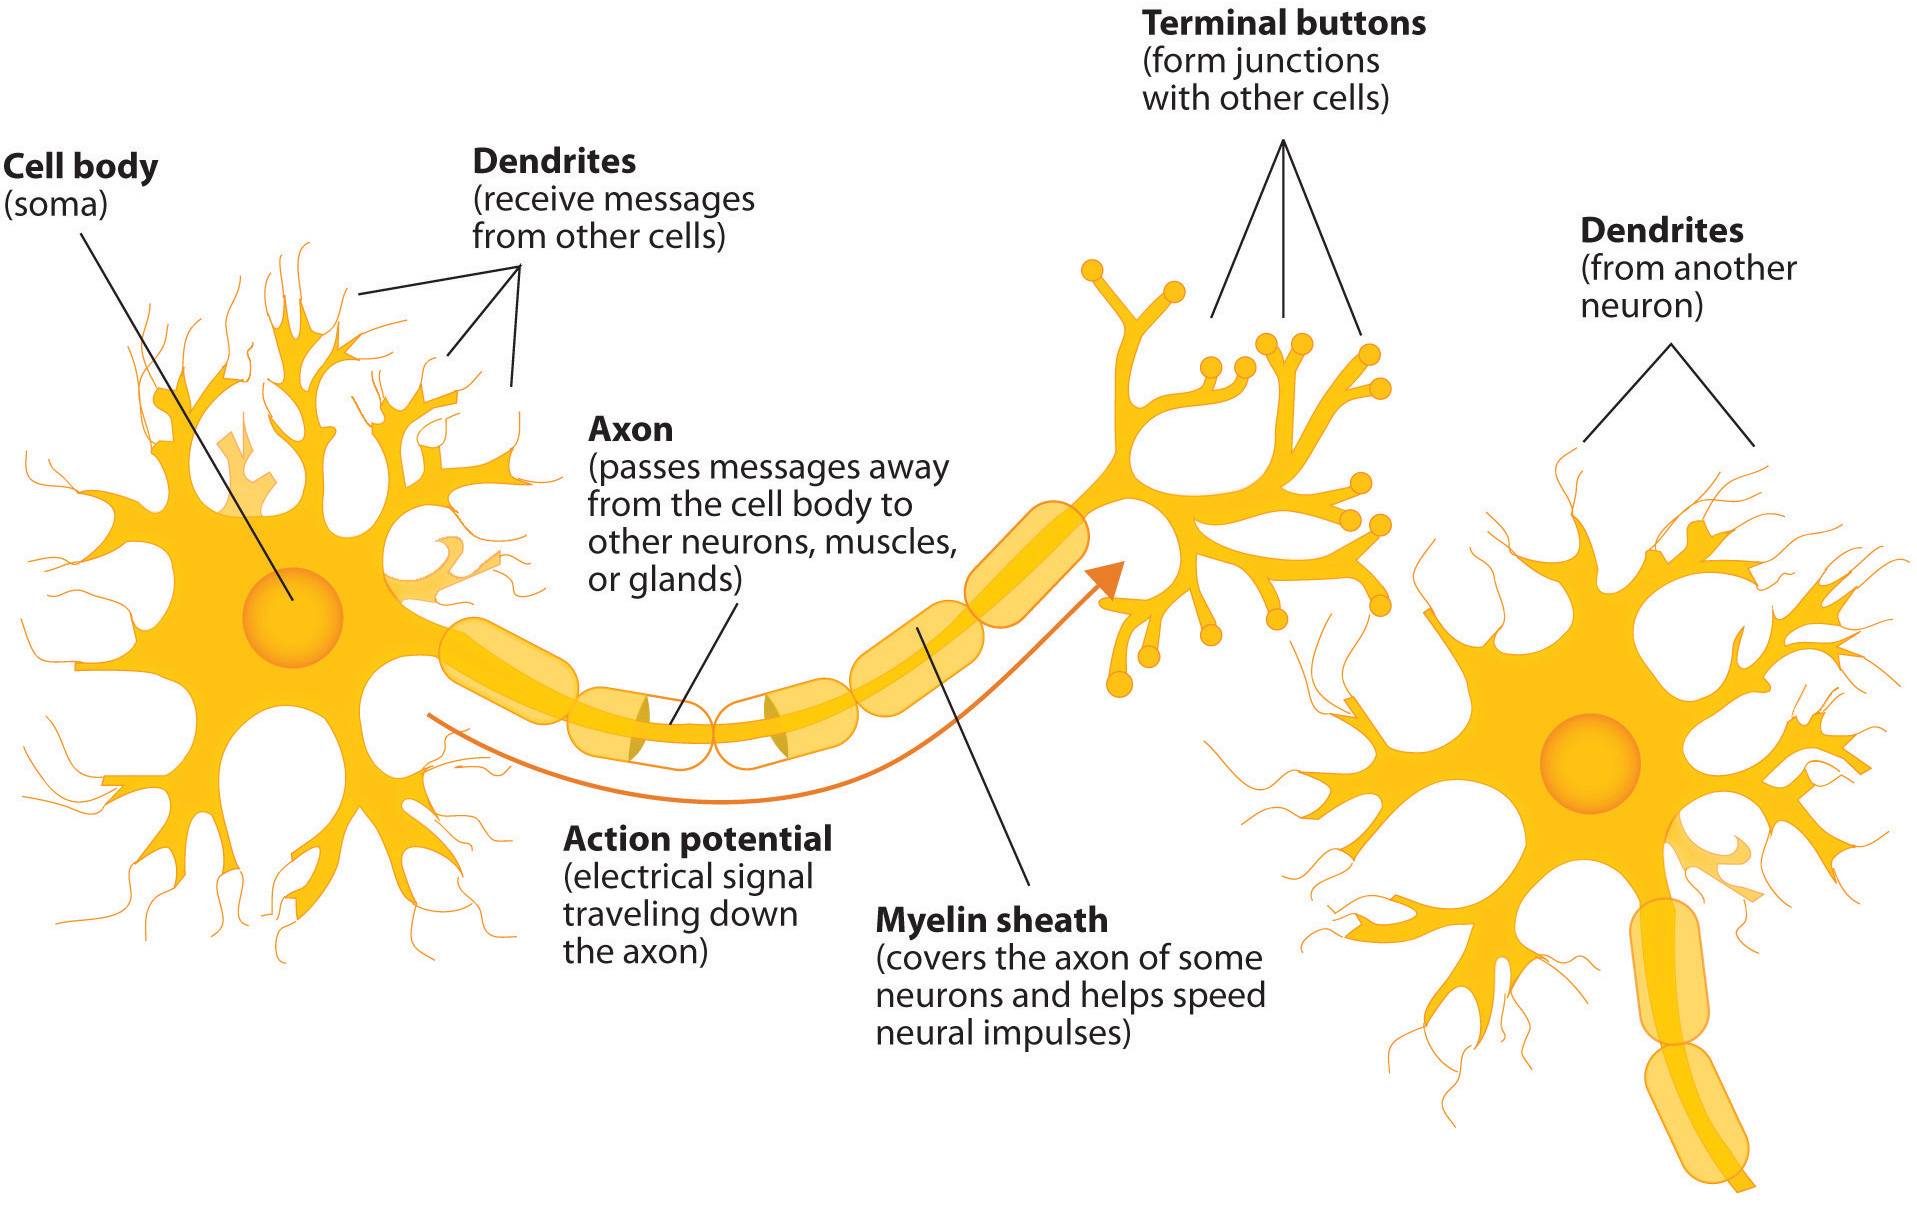 Terminal buttons
(form junctions
with other cells)
Cell body
(soma)
Dendrites
(receive messages
from other cells)
Dendrites
(from another
neuron)
Axon
(passes messages away
from the cell body to
other neurons, muscles,
or glands)
Action potential
(electrical signal
traveling down
the axon)
Myelin sheath
(covers the axon of some
neurons and helps speed
neural impulses)